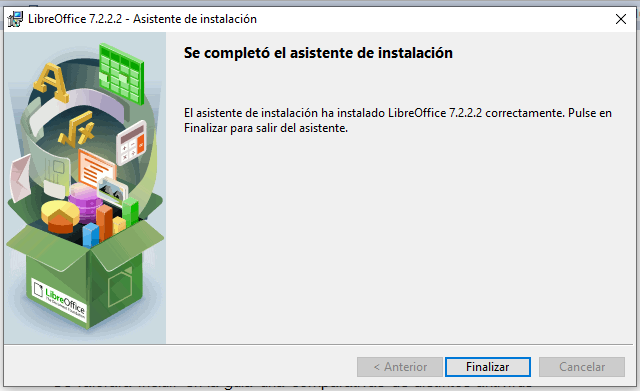 LibreOffice 7.2.2.2 - Asistente de instalación
Se completó el asistente de instalación
El asistente de instalación ha instalado LibreOffice 7.2.2.2 correctamente. Pulse en
Finalizar para salir del asistente.
LibreOffice
The Document Foundation
< Anterior
Finalizar
Cancelar